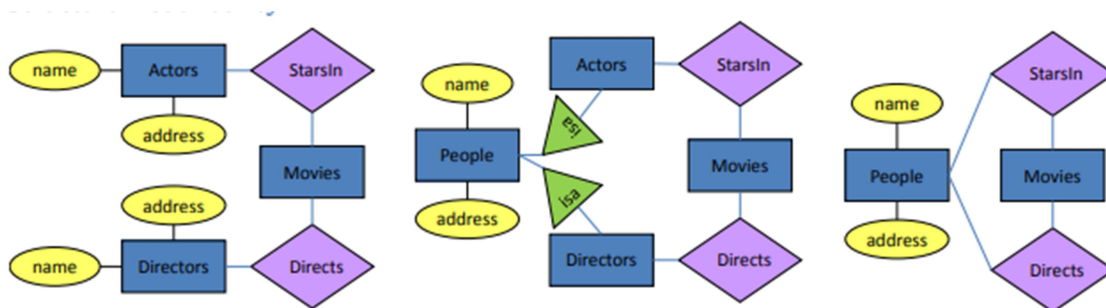 name
Actors
StarsIn
address
Movies
address
name
Directors
Directs
name
People
address
isa
isa
Actors
StarsIn
Movies
Directors
Directs
name
People
address
StarsIn
Movies
Directs